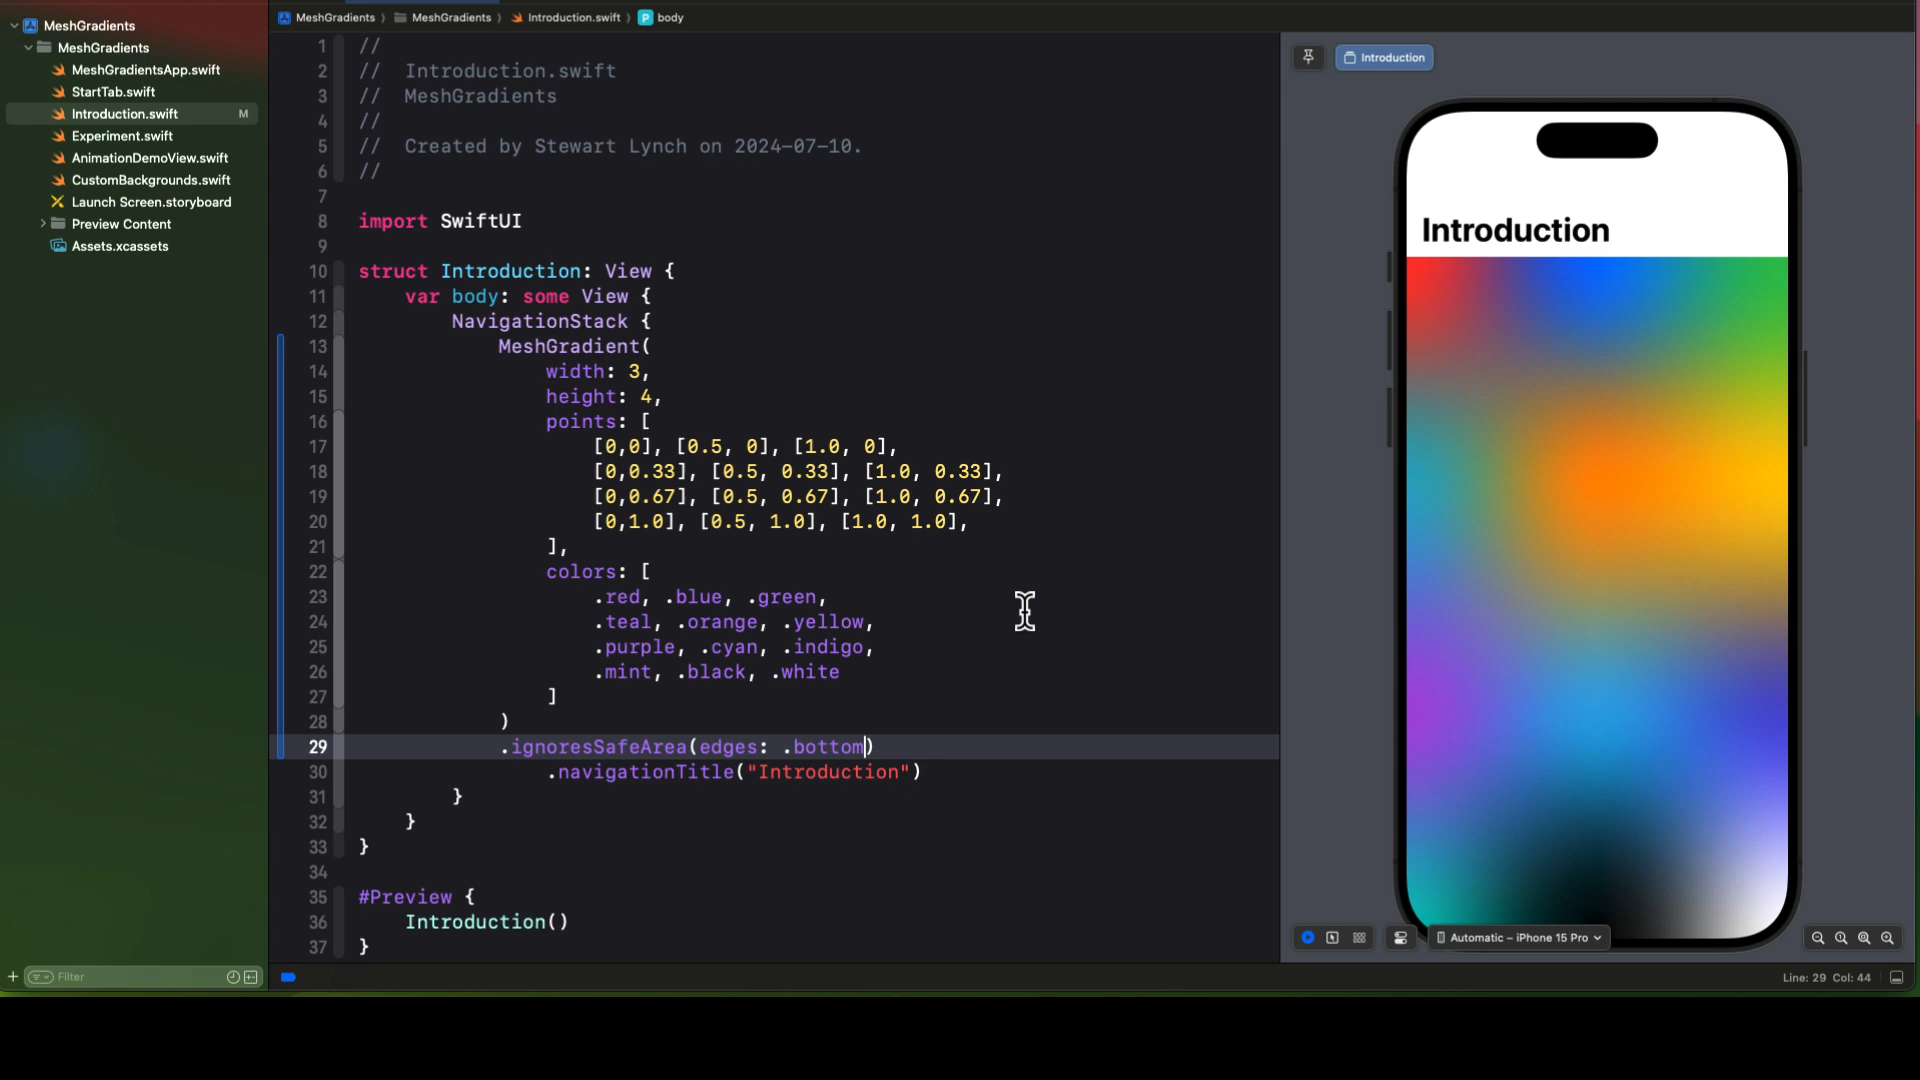 MeshGradients
MeshGradients
MeshGradientsApp.swift
StartTab.swift
Introduction.swift M
Experiment.swift
AnimationDemoView.swift
CustomBackgrounds.swift
Launch Screen.storyboard
Preview Content
Assets.xcassets
Filter
MeshGradients MeshGradients Introduction.swift P body
1 //
2 //  Introduction.swift
3 //  MeshGradients
4 //
5 //  Created by Stewart Lynch on 2024-07-10.
6 //
7
8 import SwiftUI
9
10 struct Introduction: View {
11     var body: some View {
12         NavigationStack {
13             MeshGradient(
14                 width: 3,
15                 height: 4,
16                 points: [
17                     [0,0], [0.5, 0], [1.0, 0],
18                     [0,0.33], [0.5, 0.33], [1.0, 0.33],
19                     [0,0.67], [0.5, 0.67], [1.0, 0.67],
20                     [0,1.0], [0.5, 1.0], [1.0, 1.0],
21                 ],
22                 colors: [
23                     .red, .blue, .green,
24                     .teal, .orange, .yellow,
25                     .purple, .cyan, .indigo,
26                     .mint, .black, .white
27                 ]
28             )
29             .ignoresSafeArea(edges: .bottom)
30                 .navigationTitle("Introduction")
31         }
32     }
33 }
34
35 #Preview {
36     Introduction()
37 }
Introduction
Introduction
Automatic – iPhone 15 Pro
Line: 29 Col: 44